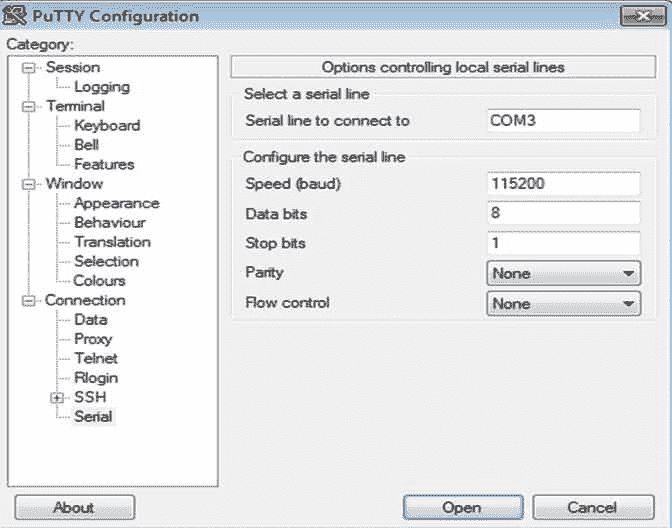 PuTTY Configuration
Category:
Session
Logging
Terminal
Keyboard
Bell
Features
Window
Appearance
Behaviour
Translation
Selection
Colours
Connection
Data
Proxy
Telnet
Rlogin
SSH
Serial
Options controlling local serial lines
Select a serial line
Serial line to connect to COM3
Configure the serial line
Speed (baud) 115200
Data bits 8
Stop bits 1
Parity None
Flow control None
About Open Cancel